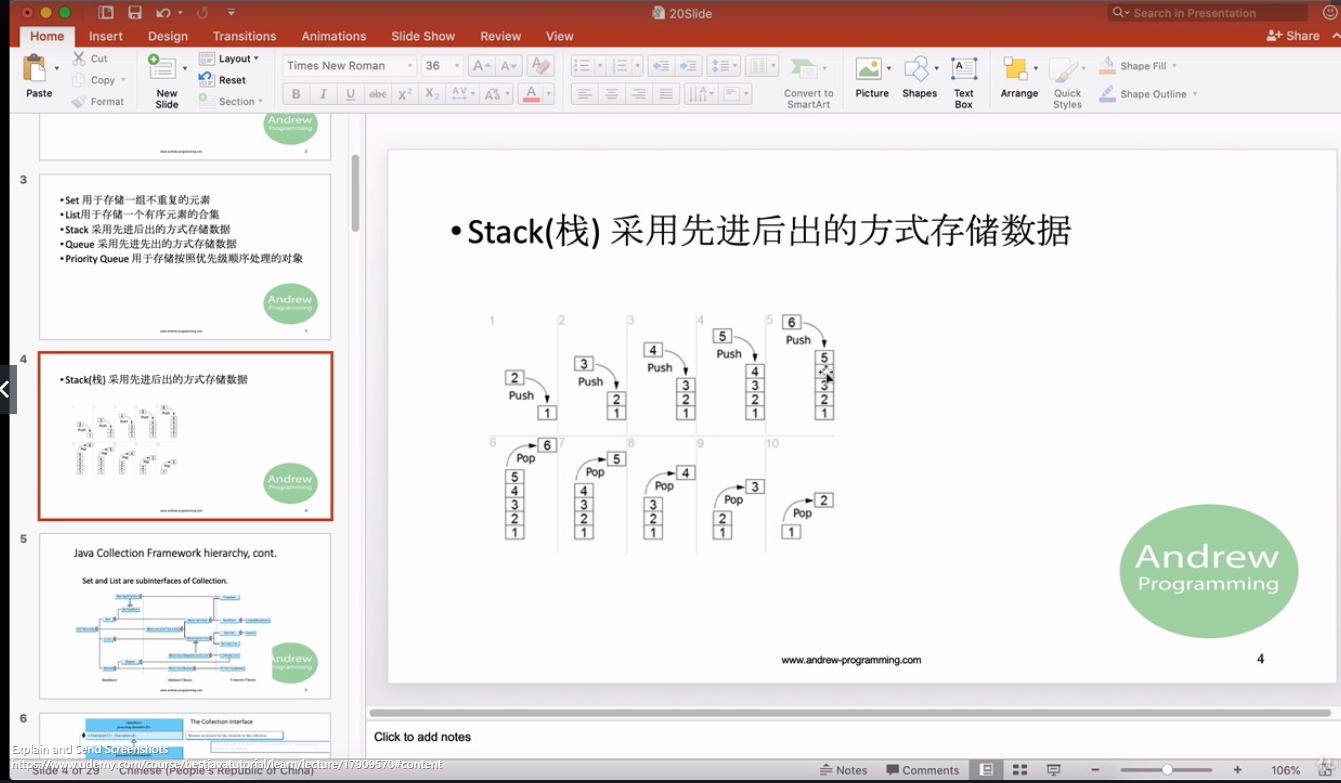 20Slide
Search in Presentation
Home Insert Design Transitions Animations Slide Show Review View
Share
Paste
Cut
Copy
Format
New Slide
Layout
Reset
Section
Times New Roman 36
B I U abc X² X₂ AV Aa A
Convert to SmartArt
Picture
Shapes
Text Box
Arrange
Quick Styles
Shape Fill
Shape Outline
Andrew
Programming
2
3
•Set 用于存储一组不重复的元素
•List用于存储一个有序元素的合集
•Stack 采用先进后出的方式存储数据
•Queue 采用先进先出的方式存储数据
•Priority Queue 用于存储按照优先级顺序处理的对象
Andrew
Programming
4
•Stack(栈) 采用先进后出的方式存储数据
Andrew
Programming
5
Java Collection Framework hierarchy, cont.
Set and List are subinterfaces of Collection.
Andrew
Programming
6
The Collection Interface
•Stack(栈) 采用先进后出的方式存储数据
1 2 3 4 5
2 Push 1
3 Push 2 1
4 Push 3 2 1
5 Push 4 3 2 1
6 Push 5 3 2 1
6 7 8 9 10
6 Pop 5 4 3 2 1
5 Pop 4 3 2 1
4 Pop 3 2 1
3 Pop 2 1
2 Pop 1
Andrew
Programming
www.andrew-programming.com
4
Click to add notes
Explain and Send Screenshots
https://www.udemy.com/course/bestjavatutorial/learn/lecture/17909570#content
Slide 4 of 29 Chinese (People's Republic of China)
Notes Comments
106%